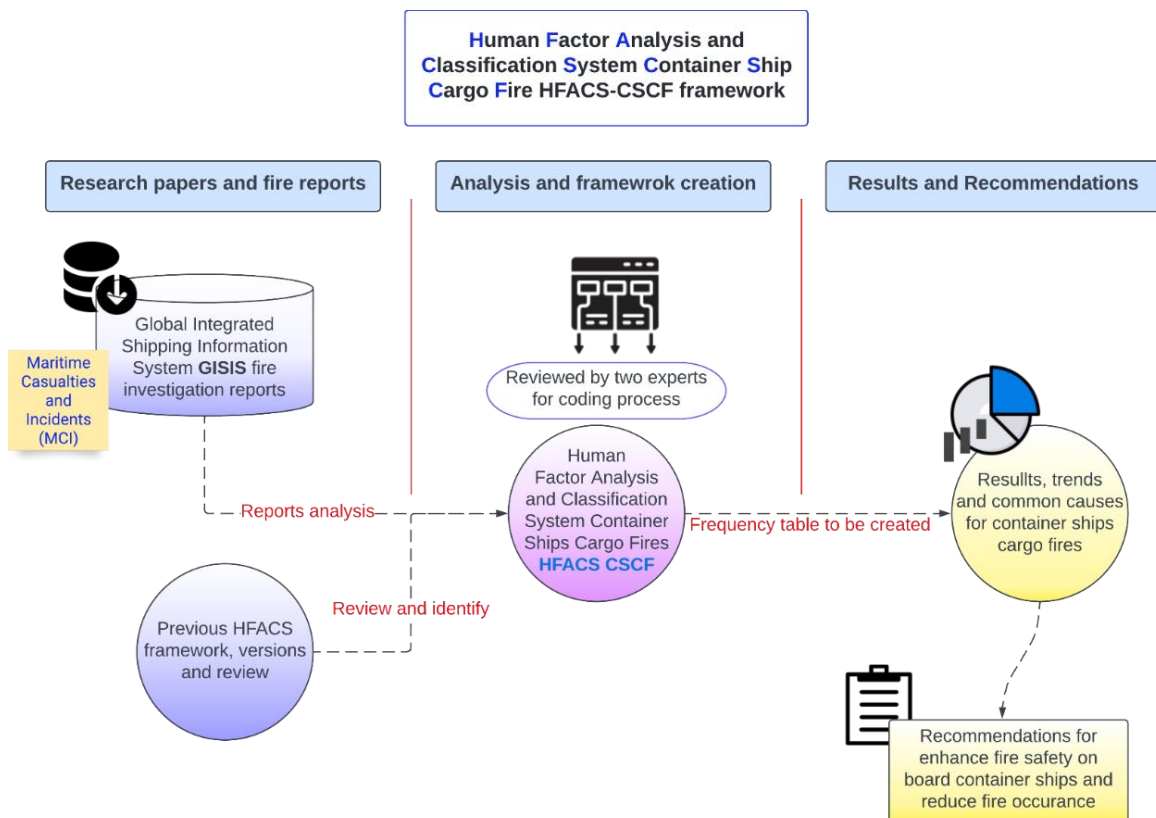 Human Factor Analysis and
Classification System Container Ship
Cargo Fire HFACS-CSCF framework
Research papers and fire reports
Analysis and framewrok creation
Results and Recommendations
Global Integrated
Shipping Information
System GISIS fire
investigation reports
Maritime
Casualties
and
Incidents
(MCI)
Reviewed by two experts
for coding process
Human
Factor Analysis
and Classification
System Container
Ships Cargo Fires
HFACS CSCF
Reports analysis
Frequency table to be created
Resullts, trends
and common causes
for container ships
cargo fires
Review and identify
Previous HFACS
framework, versions
and review
Recommendations for
enhance fire safety on
board container ships and
reduce fire occurance